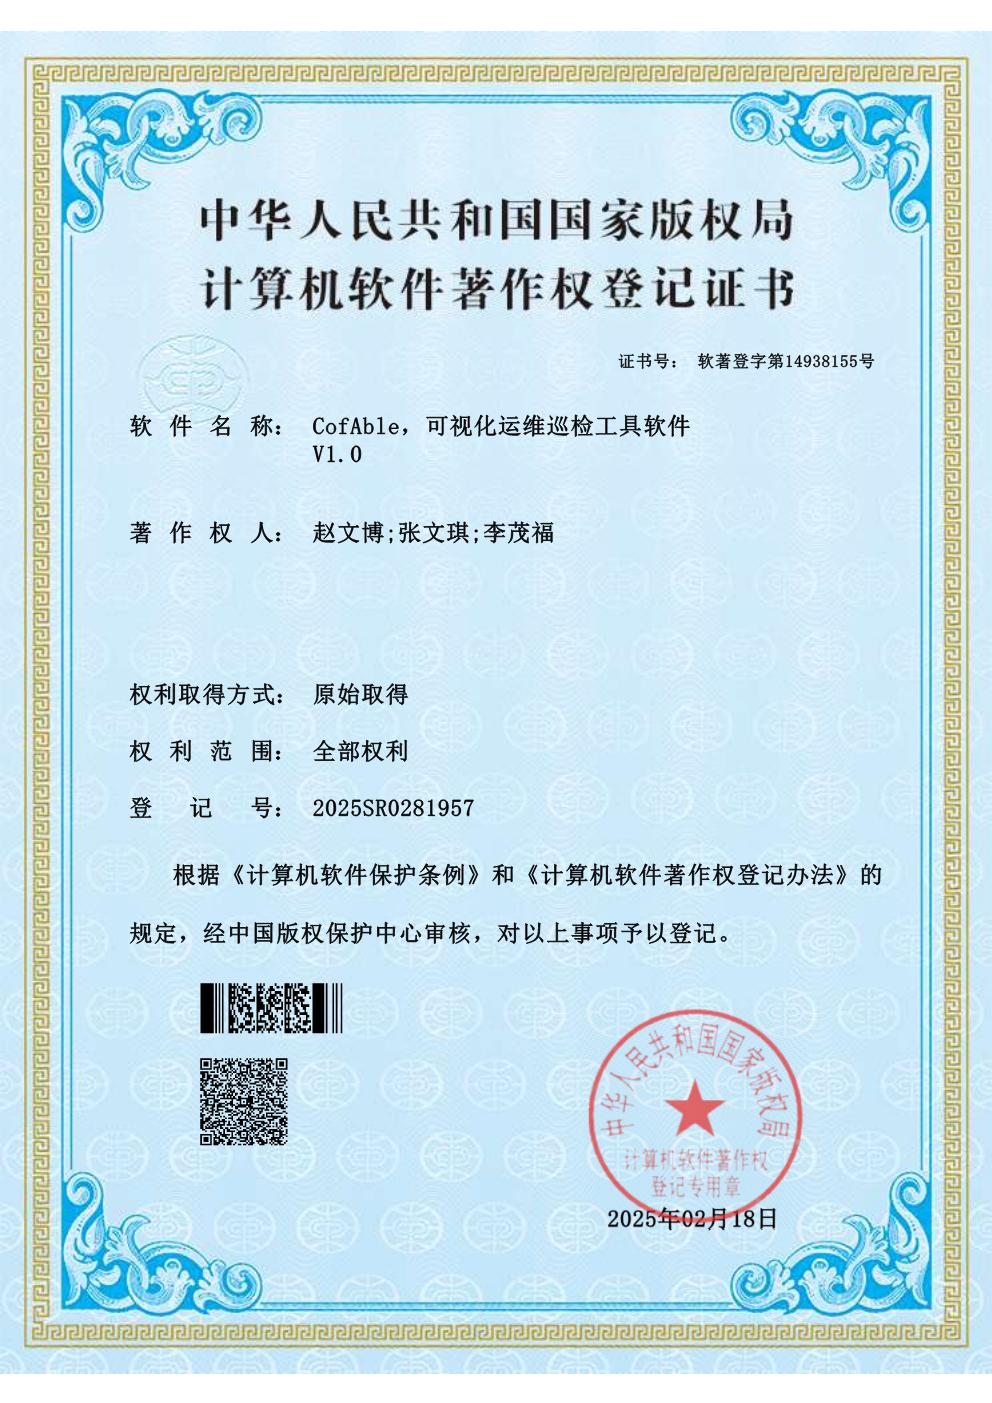 中华人民共和国国家版权局
计算机软件著作权登记证书
证书号： 软著登字第14938155号
软件名称： CofAble，可视化运维巡检工具软件
V1.0
著作权人： 赵文博;张文琪;李茂福
权利取得方式： 原始取得
权利范围： 全部权利
登记号： 2025SR0281957
根据《计算机软件保护条例》和《计算机软件著作权登记办法》的
规定，经中国版权保护中心审核，对以上事项予以登记。
中华人民共和国国家版权局
计算机软件著作权
登记专用章
2025年02月18日